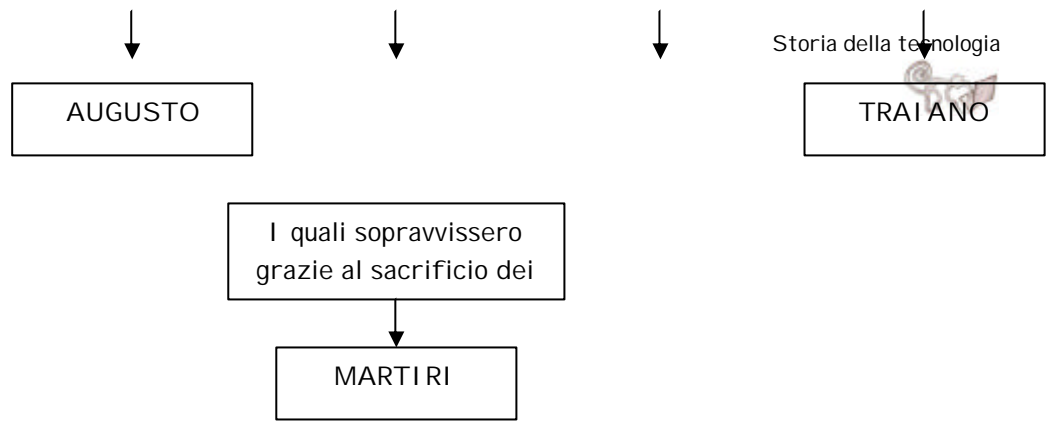 Storia della tecnologia
AUGUSTO
TRAIANO
I quali sopravvissero
grazie al sacrificio dei
MARTIRI